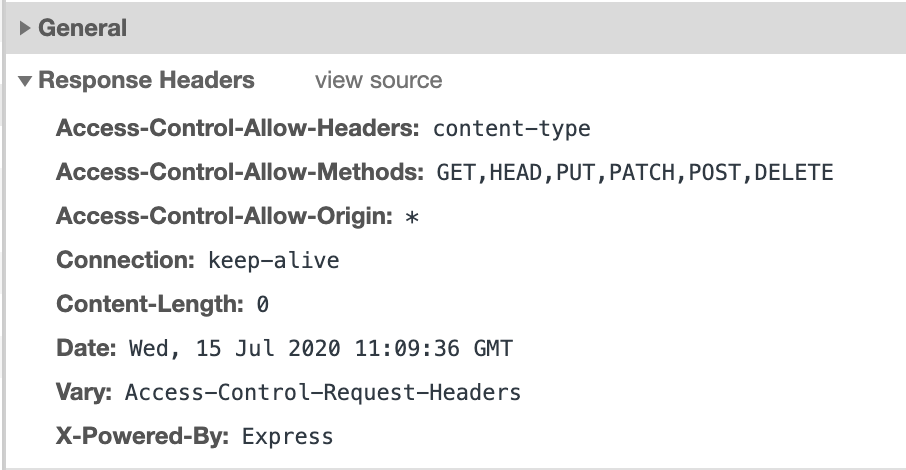 General
Response Headers view source
Access-Control-Allow-Headers: content-type
Access-Control-Allow-Methods: GET,HEAD,PUT,PATCH,POST,DELETE
Access-Control-Allow-Origin: *
Connection: keep-alive
Content-Length: 0
Date: Wed, 15 Jul 2020 11:09:36 GMT
Vary: Access-Control-Request-Headers
X-Powered-By: Express